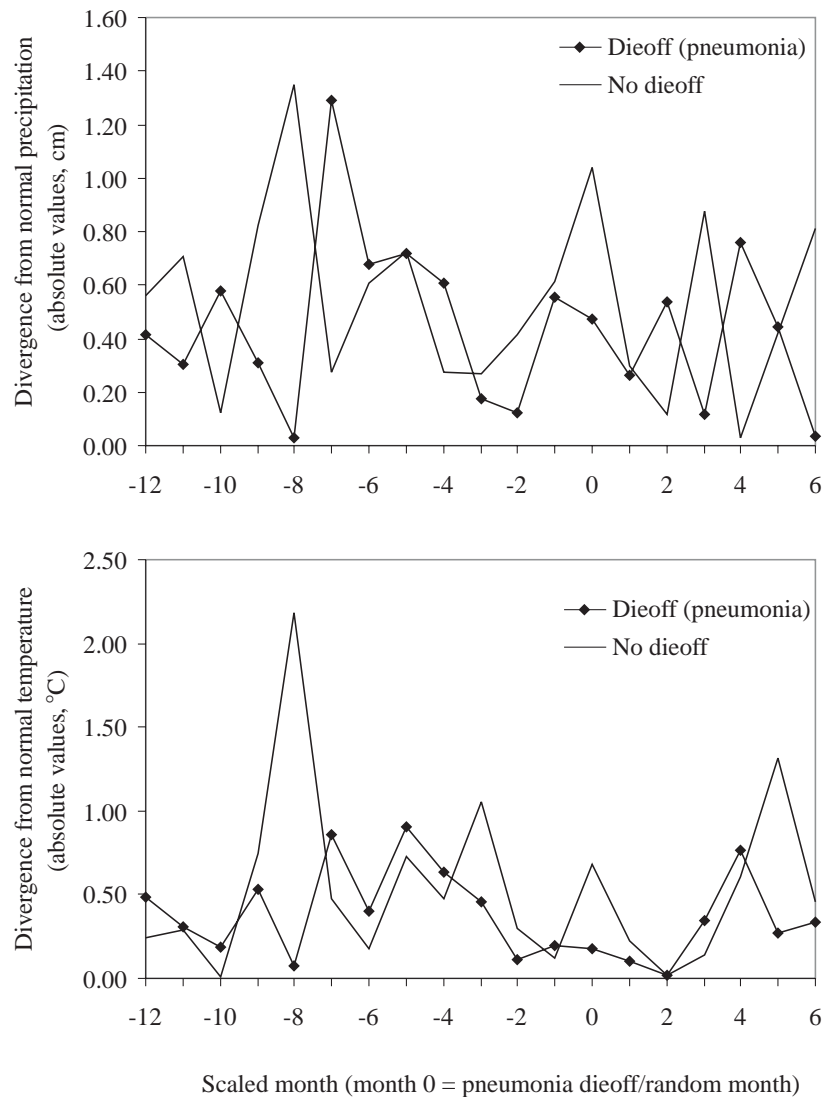 Divergence from normal precipitation
(absolute values, cm)
1.60
1.40
1.20
1.00
0.80
0.60
0.40
0.20
0.00
Dieoff (pneumonia)
No dieoff
-12 -10 -8 -6 -4 -2 0 2 4 6
Divergence from normal temperature
(absolute values, °C)
2.50
2.00
1.50
1.00
0.50
0.00
Dieoff (pneumonia)
No dieoff
-12 -10 -8 -6 -4 -2 0 2 4 6
Scaled month (month 0 = pneumonia dieoff/random month)